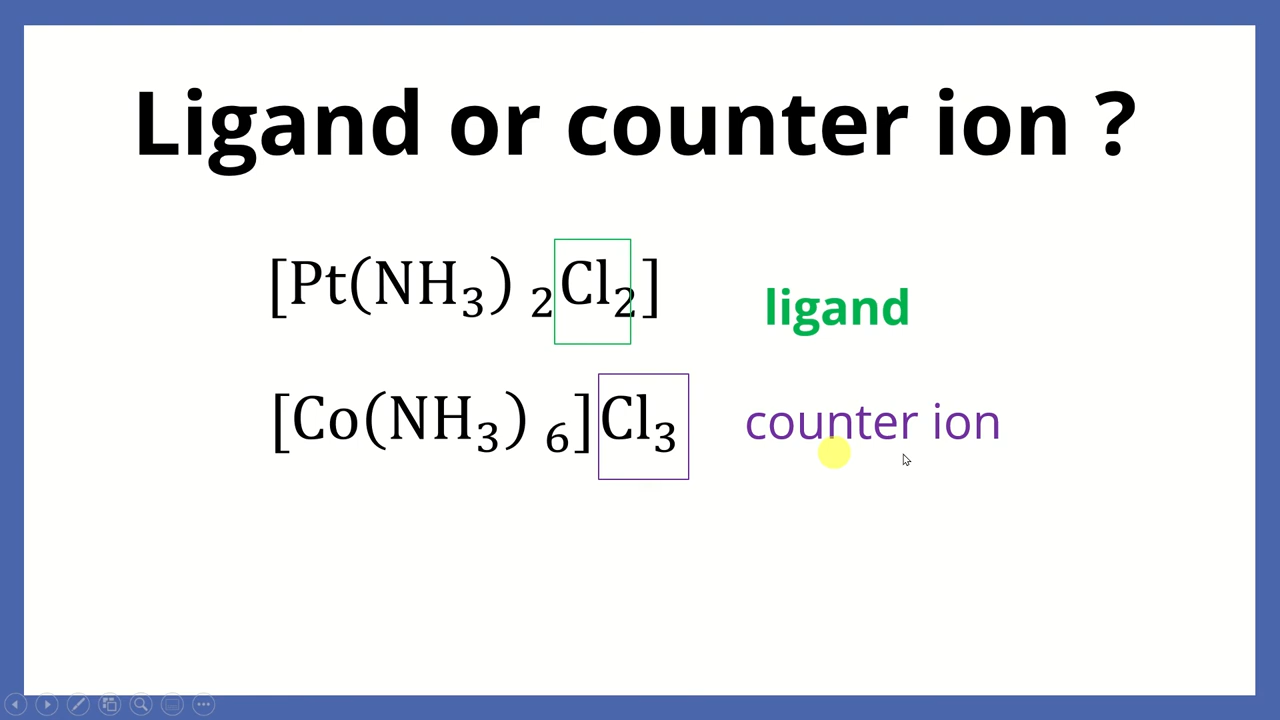 Ligand or counter ion ?
[Pt(NH₃) ₂Cl₂]
ligand
[Co(NH₃) ₆]Cl₃
counter ion